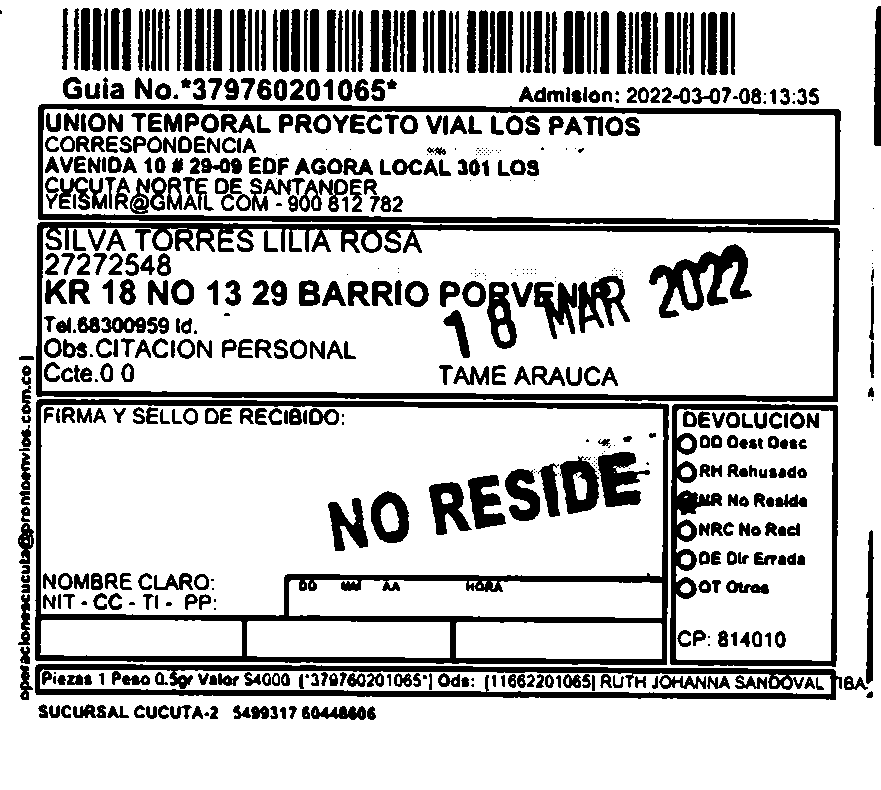 Guia No.*379760201065*
Admision: 2022-03-07-08:13:35
UNION TEMPORAL PROYECTO VIAL LOS PATIOS
CORRESPONDENCIA
AVENIDA 10 # 29-09 EDF AGORA LOCAL 301 LOS
CUCUTA NORTE DE SANTANDER
YEISMIR@GMAIL COM - 900 812 782
SILVA TORRES LILIA ROSA
27272548
KR 18 NO 13 29 BARRIO PORVENIR
18 MAR 2022
Tel.68300959 Id.
Obs.CITACION PERSONAL
Ccte.0 0
TAME ARAUCA
operacionescucuta@prontoenvios.com.co |
FIRMA Y SELLO DE RECIBIDO:
NO RESIDE
NOMBRE CLARO:
NIT - CC - TI - PP:
DD MM AA HORA
DEVOLUCION
DD Dest Desc
RH Rehusado
NR No Reside
NRC No Recl
DE Dir Errada
OT Otros
CP: 814010
Piezas 1 Peso 0.5gr Valor $4000 (*379760201065*) Ods: (11662201065) RUTH JOHANNA SANDOVAL TIBA
SUCURSAL CUCUTA-2 5499317 60448606